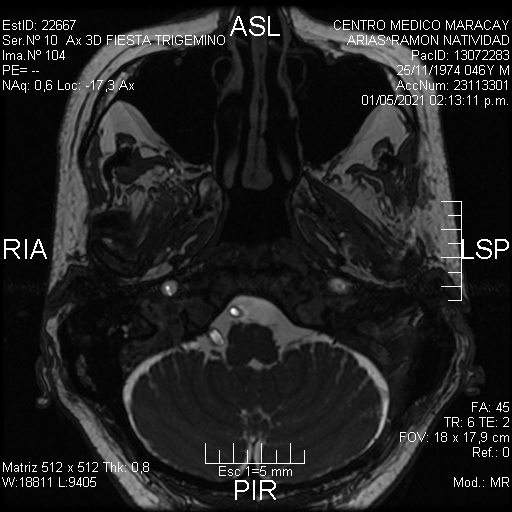 EstID: 22667
Ser.Nº 10 Ax 3D FIESTA TRIGEMINO
Ima.Nº 104
PE= --
NAq: 0,6 Loc: -17,3 Ax
ASL
CENTRO MEDICO MARACAY
ARIAS^RAMON NATIVIDAD
PacID: 13072283
25/11/1974 046Y M
AccNum: 23113301
01/05/2021 02:13:11 p.m.
RIA
LSP
FA: 45
TR: 6 TE: 2
FOV: 18 x 17,9 cm
Ref.: 0
Mod.: MR
Matriz 512 x 512 Thk: 0,8
W:18811 L:9405
Esc 1=5 mm
PIR